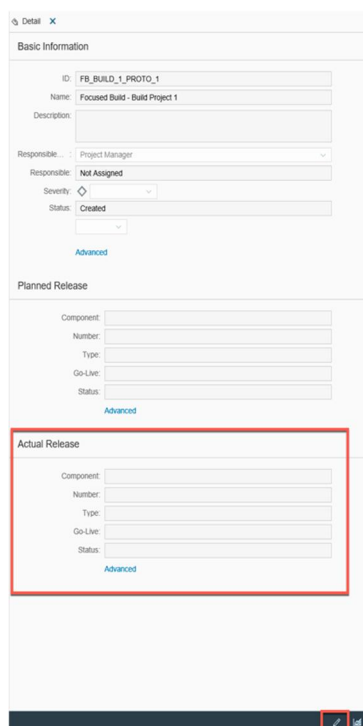 Detail X
Basic Information
ID: FB_BUILD_1_PROTO_1
Name: Focused Build - Build Project 1
Description:
Responsible... : Project Manager
Responsible: Not Assigned
Severity:
Status: Created
Advanced
Planned Release
Component:
Number:
Type:
Go-Live:
Status:
Advanced
Actual Release
Component:
Number:
Type:
Go-Live:
Status:
Advanced